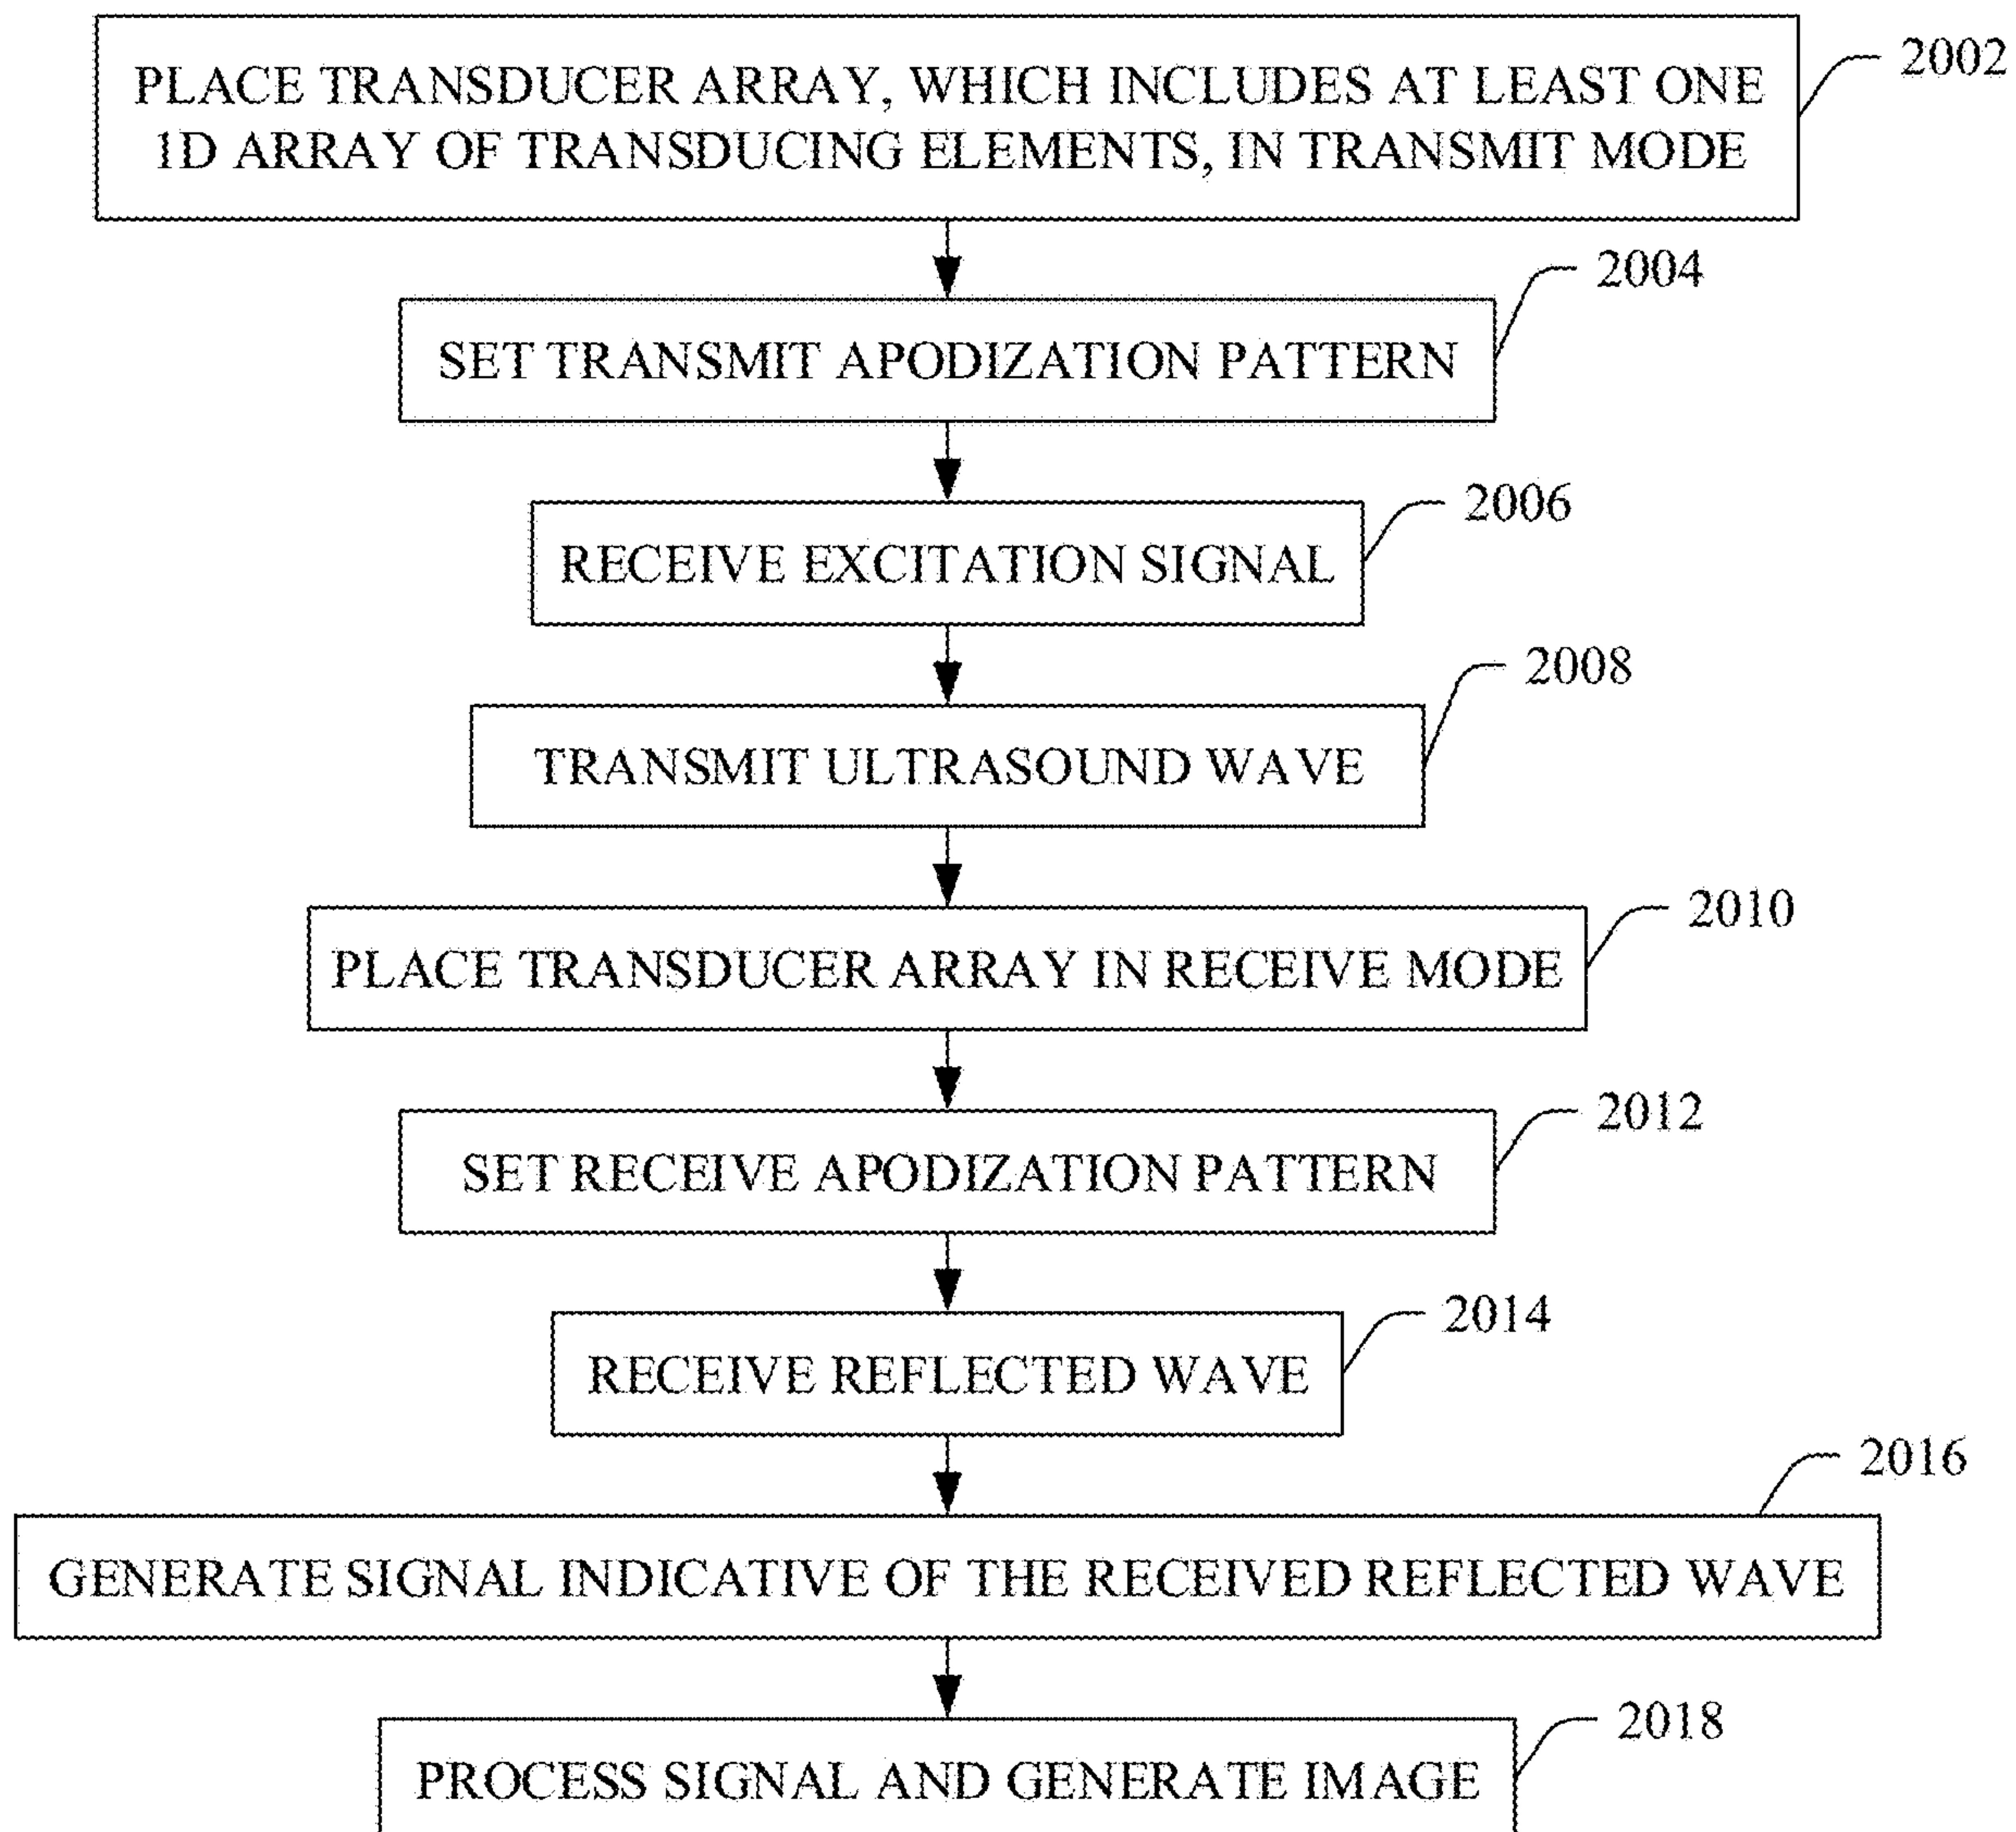 PLACE TRANSDUCER ARRAY, WHICH INCLUDES AT LEAST ONE
1D ARRAY OF TRANSDUCING ELEMENTS, IN TRANSMIT MODE
2002
2004
SET TRANSMIT APODIZATION PATTERN
2006
RECEIVE EXCITATION SIGNAL
2008
TRANSMIT ULTRASOUND WAVE
2010
PLACE TRANSDUCER ARRAY IN RECEIVE MODE
2012
SET RECEIVE APODIZATION PATTERN
2014
RECEIVE REFLECTED WAVE
2016
GENERATE SIGNAL INDICATIVE OF THE RECEIVED REFLECTED WAVE
2018
PROCESS SIGNAL AND GENERATE IMAGE